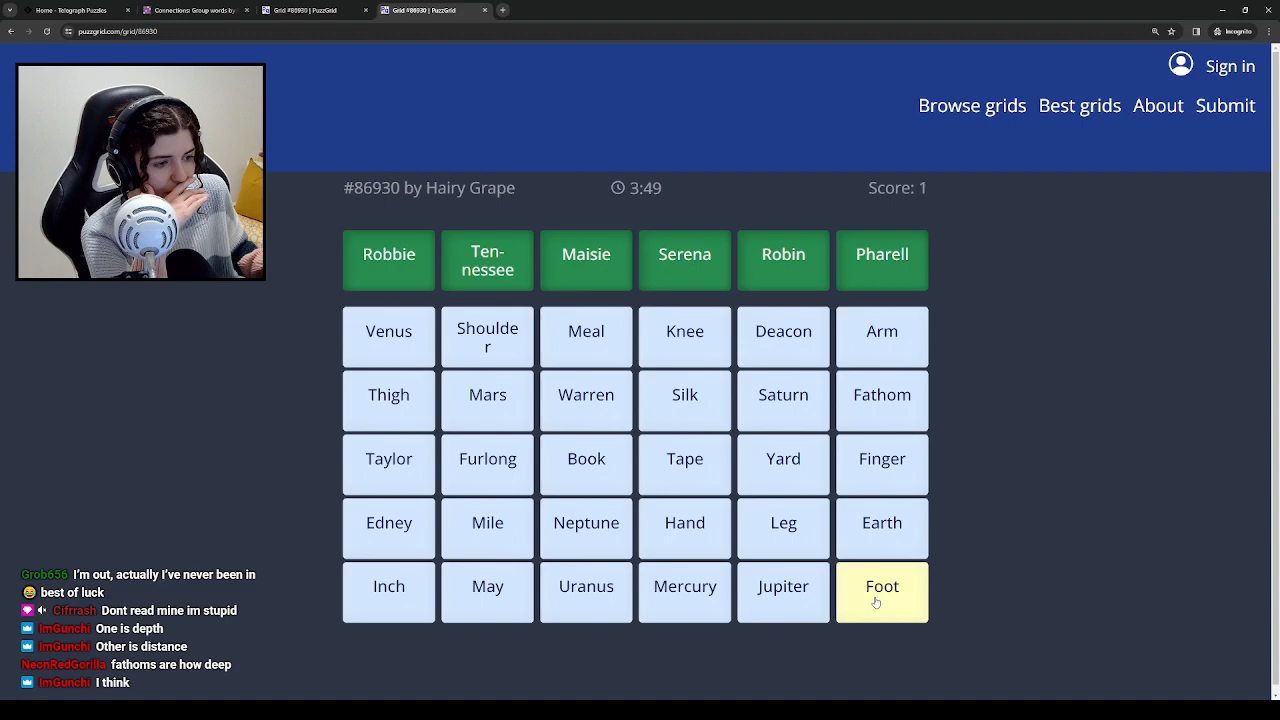 Home - Telegraph Puzzles
Connections: Group words by
Grid #86930 | PuzzGrid
Grid #86930 | PuzzGrid
puzzgrid.com/grid/86930
Incognito
Sign in
Browse grids Best grids About Submit
#86930 by Hairy Grape 3:49 Score: 1
Robbie Ten-nessee Maisie Serena Robin Pharell
Venus Shoulder Meal Knee Deacon Arm
Thigh Mars Warren Silk Saturn Fathom
Taylor Furlong Book Tape Yard Finger
Edney Mile Neptune Hand Leg Earth
Inch May Uranus Mercury Jupiter Foot
Grob656 I’m out, actually I’ve never been in
😄 best of luck
Cifrrash Dont read mine im stupid
ImGunchi One is depth
ImGunchi Other is distance
NeonRedGorilla fathoms are how deep
ImGunchi I think